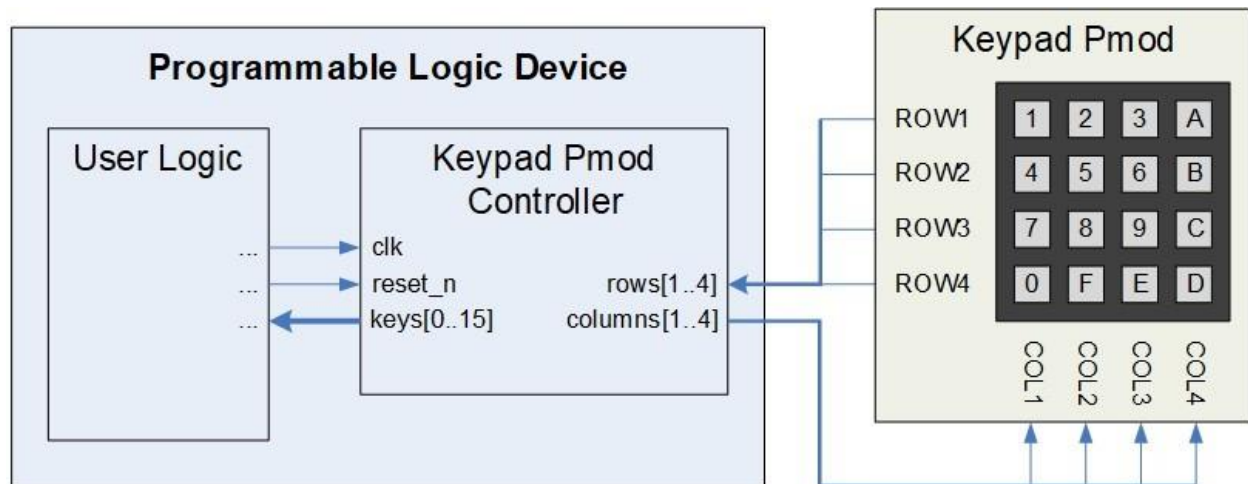 Programmable Logic Device
User Logic
...
...
...
Keypad Pmod
Controller
clk
reset_n
keys[0..15]
rows[1..4]
columns[1..4]
Keypad Pmod
ROW1 1 2 3 A
ROW2 4 5 6 B
ROW3 7 8 9 C
ROW4 0 F E D
COL1
COL2
COL3
COL4